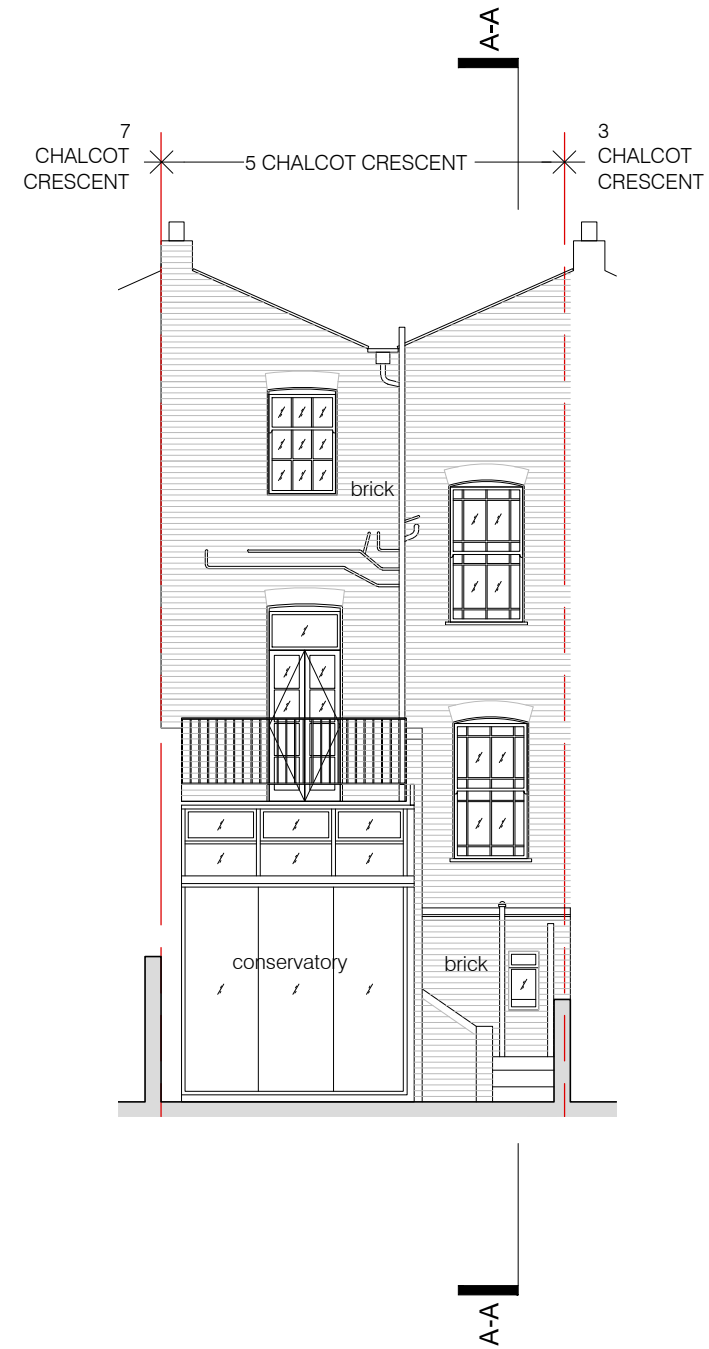 A-A
7
CHALCOT
CRESCENT
5 CHALCOT CRESCENT
3
CHALCOT
CRESCENT
brick
conservatory
brick
A-A